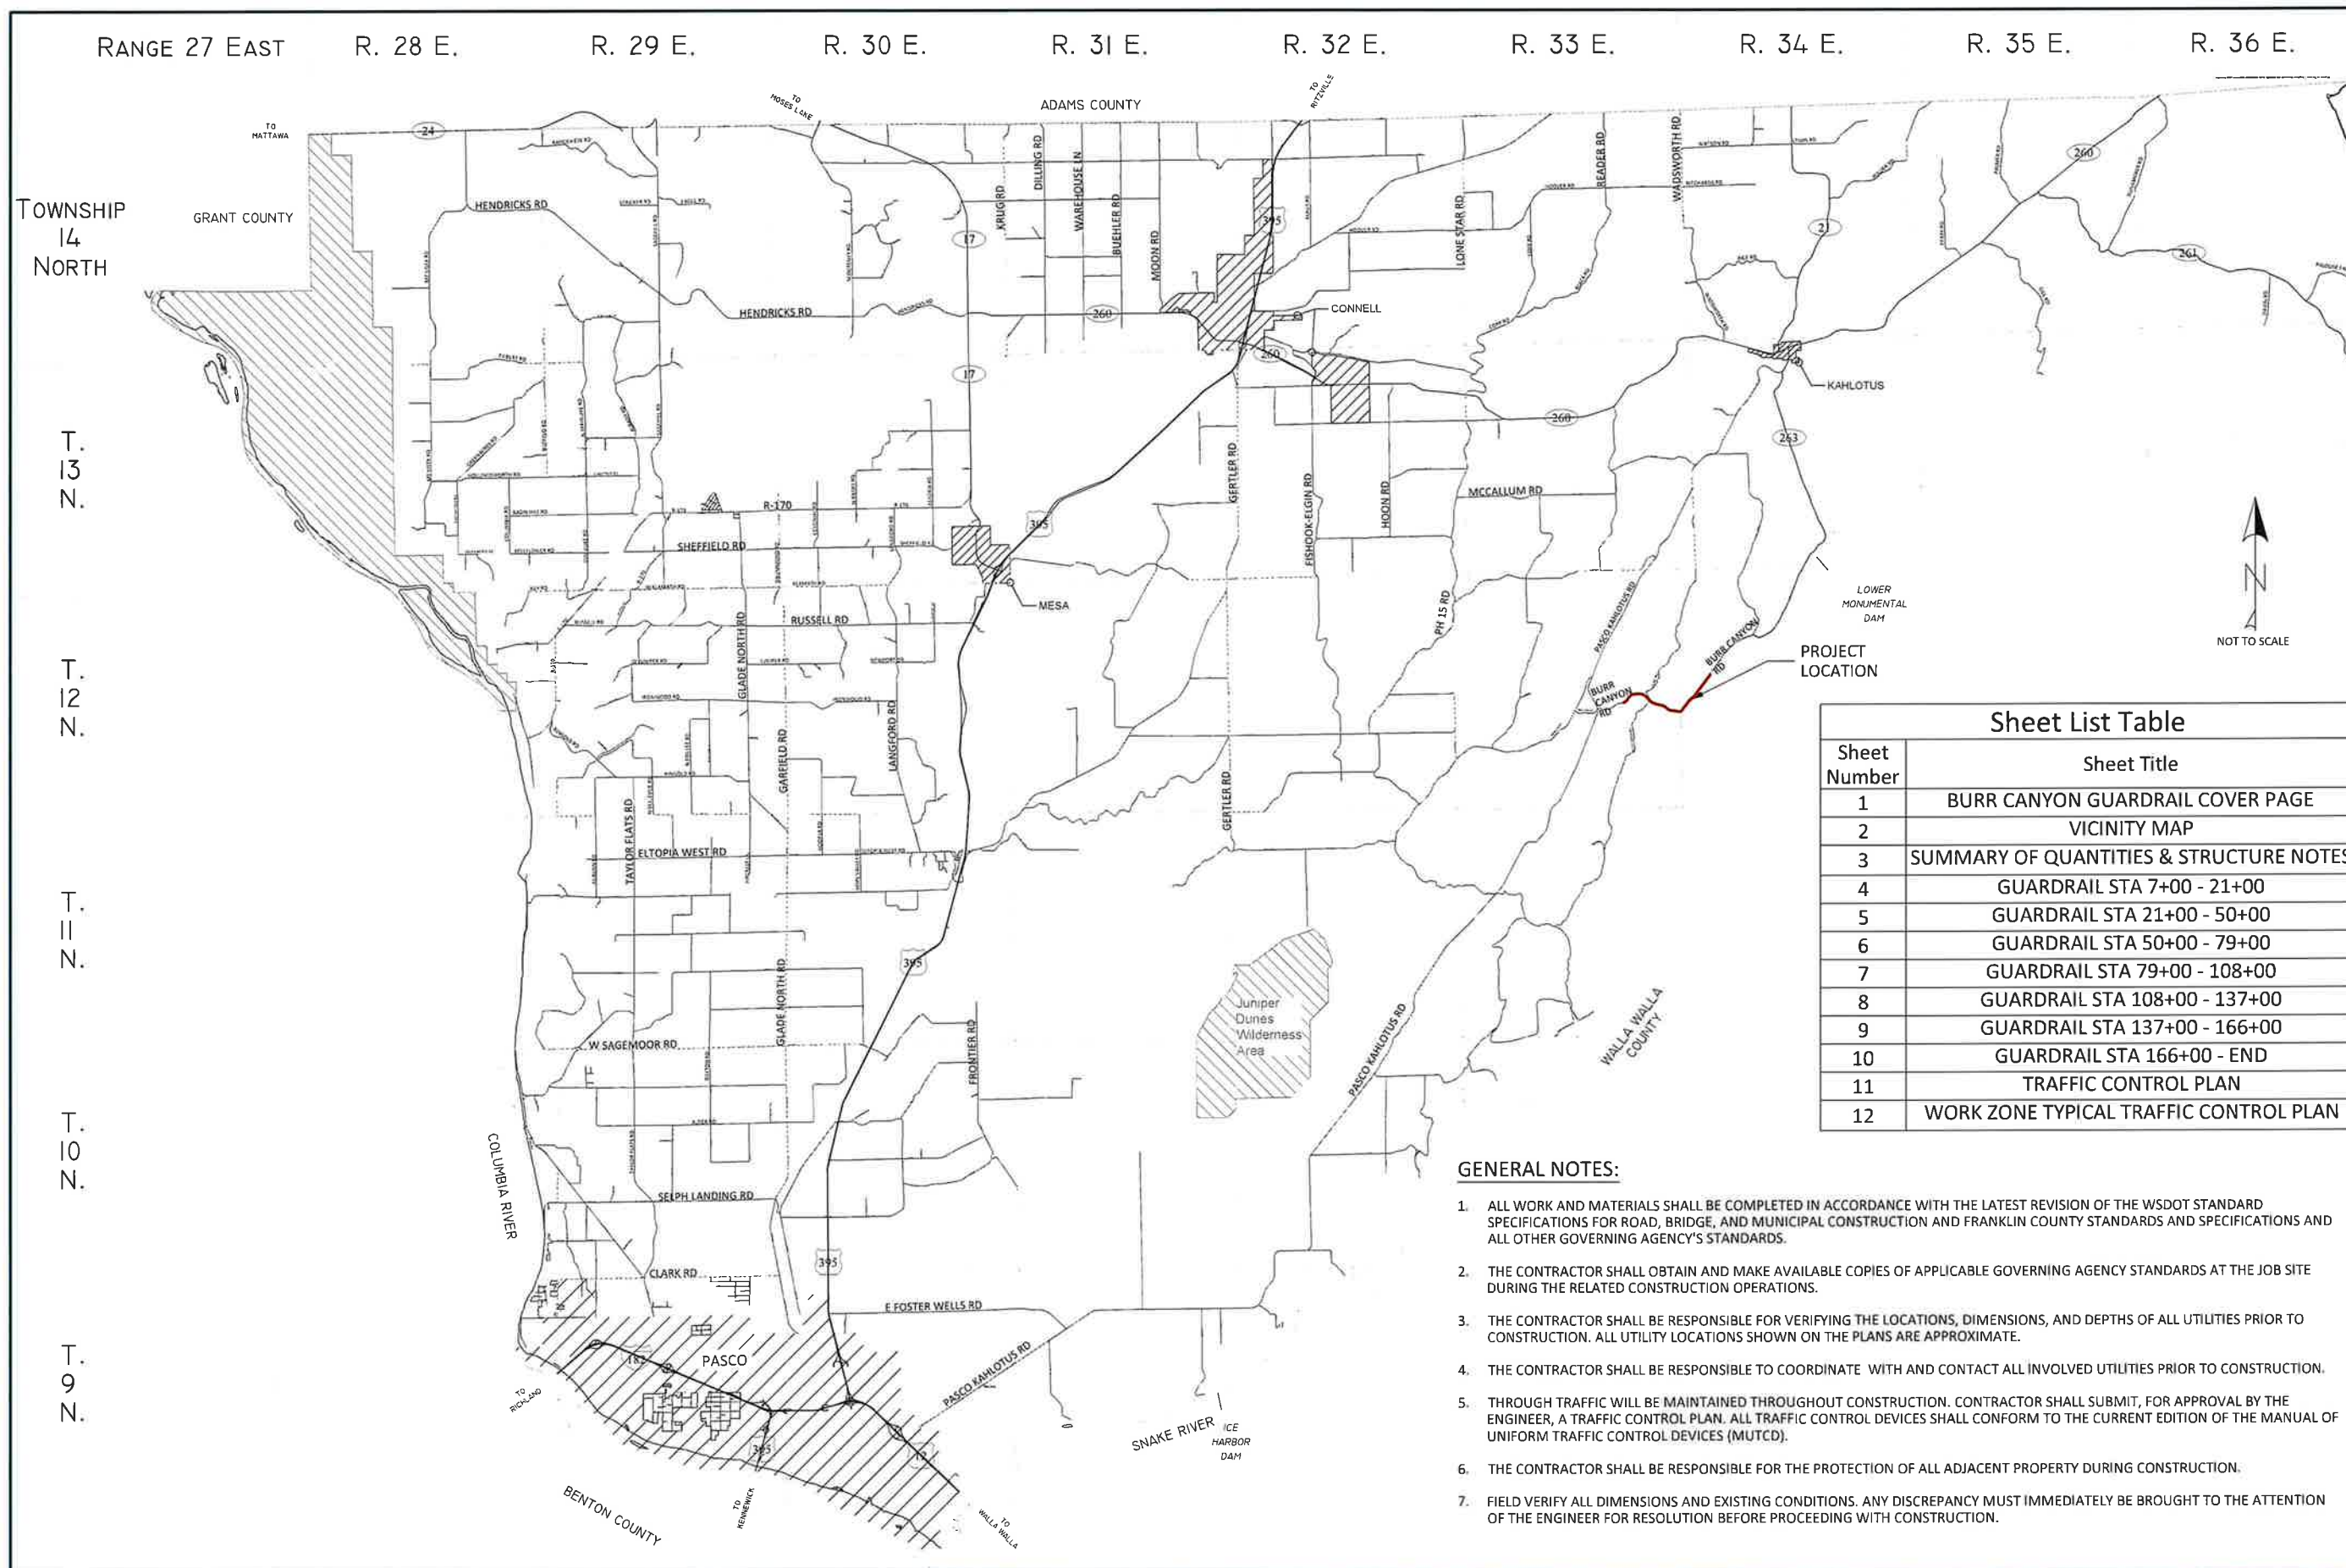 RANGE 27 EAST R. 28 E. R. 29 E. R. 30 E. R. 31 E. R. 32 E. R. 33 E. R. 34 E. R. 35 E. R. 36 E.
TO
MATTAWA
TO
MOSES LAKE
ADAMS COUNTY
TO
RITZVILLE
TOWNSHIP
14
NORTH
GRANT COUNTY
24
HENDRICKS RD
HENDRICKS RD
17
17
KRUG RD
DILLING RD
WAREHOUSE LN
BUEHLER RD
MOON RD
395
LONE STAR RD
READER RD
WADSWORTH RD
21
260
261
260
260
CONNELL
KAHLOTUS
260
263
T.
13
N.
R-170
SHEFFIELD RD
395
MESA
RUSSELL RD
GLADE NORTH RD
GERTLER RD
FISHOOK-ELGIN RD
HOON RD
MCCALLUM RD
PH 15 RD
PASCO KAHLOTUS RD
LOWER
MONUMENTAL
DAM
N
NOT TO SCALE
BURR CANYON
RD
PROJECT
LOCATION
BURR
CANYON
RD
T.
12
N.
LANGFORD RD
GARFIELD RD
TAYLOR FLATS RD
ELTOPIA WEST RD
GERTLER RD
Sheet List Table
Sheet
Number
Sheet Title
1 BURR CANYON GUARDRAIL COVER PAGE
2 VICINITY MAP
3 SUMMARY OF QUANTITIES & STRUCTURE NOTES
4 GUARDRAIL STA 7+00 - 21+00
5 GUARDRAIL STA 21+00 - 50+00
6 GUARDRAIL STA 50+00 - 79+00
7 GUARDRAIL STA 79+00 - 108+00
8 GUARDRAIL STA 108+00 - 137+00
9 GUARDRAIL STA 137+00 - 166+00
10 GUARDRAIL STA 166+00 - END
11 TRAFFIC CONTROL PLAN
12 WORK ZONE TYPICAL TRAFFIC CONTROL PLAN
T.
11
N.
395
GLADE NORTH RD
W SAGEMOOR RD
FRONTIER RD
Juniper
Dunes
Wilderness
Area
PASCO KAHLOTUS RD
WALLA WALLA
COUNTY
T.
10
N.
COLUMBIA RIVER
SELPH LANDING RD
395
CLARK RD
E FOSTER WELLS RD
T.
9
N.
182
PASCO
TO
RICHLAND
395
12
PASCO KAHLOTUS RD
SNAKE RIVER
ICE
HARBOR
DAM
BENTON COUNTY
TO
KENNEWICK
TO
WALLA WALLA
GENERAL NOTES:
1. ALL WORK AND MATERIALS SHALL BE COMPLETED IN ACCORDANCE WITH THE LATEST REVISION OF THE WSDOT STANDARD
SPECIFICATIONS FOR ROAD, BRIDGE, AND MUNICIPAL CONSTRUCTION AND FRANKLIN COUNTY STANDARDS AND SPECIFICATIONS AND
ALL OTHER GOVERNING AGENCY'S STANDARDS.
2. THE CONTRACTOR SHALL OBTAIN AND MAKE AVAILABLE COPIES OF APPLICABLE GOVERNING AGENCY STANDARDS AT THE JOB SITE
DURING THE RELATED CONSTRUCTION OPERATIONS.
3. THE CONTRACTOR SHALL BE RESPONSIBLE FOR VERIFYING THE LOCATIONS, DIMENSIONS, AND DEPTHS OF ALL UTILITIES PRIOR TO
CONSTRUCTION. ALL UTILITY LOCATIONS SHOWN ON THE PLANS ARE APPROXIMATE.
4. THE CONTRACTOR SHALL BE RESPONSIBLE TO COORDINATE WITH AND CONTACT ALL INVOLVED UTILITIES PRIOR TO CONSTRUCTION.
5. THROUGH TRAFFIC WILL BE MAINTAINED THROUGHOUT CONSTRUCTION. CONTRACTOR SHALL SUBMIT, FOR APPROVAL BY THE
ENGINEER, A TRAFFIC CONTROL PLAN. ALL TRAFFIC CONTROL DEVICES SHALL CONFORM TO THE CURRENT EDITION OF THE MANUAL OF
UNIFORM TRAFFIC CONTROL DEVICES (MUTCD).
6. THE CONTRACTOR SHALL BE RESPONSIBLE FOR THE PROTECTION OF ALL ADJACENT PROPERTY DURING CONSTRUCTION.
7. FIELD VERIFY ALL DIMENSIONS AND EXISTING CONDITIONS. ANY DISCREPANCY MUST IMMEDIATELY BE BROUGHT TO THE ATTENTION
OF THE ENGINEER FOR RESOLUTION BEFORE PROCEEDING WITH CONSTRUCTION.